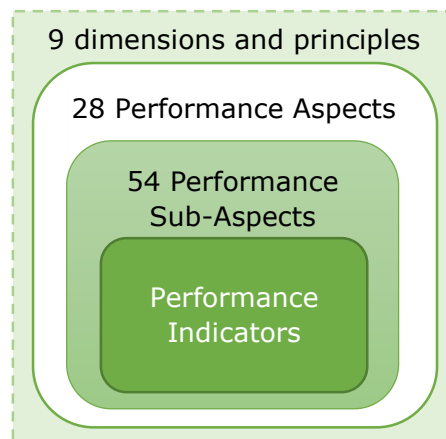 9 dimensions and principles
28 Performance Aspects
54 Performance
Sub-Aspects
Performance
Indicators